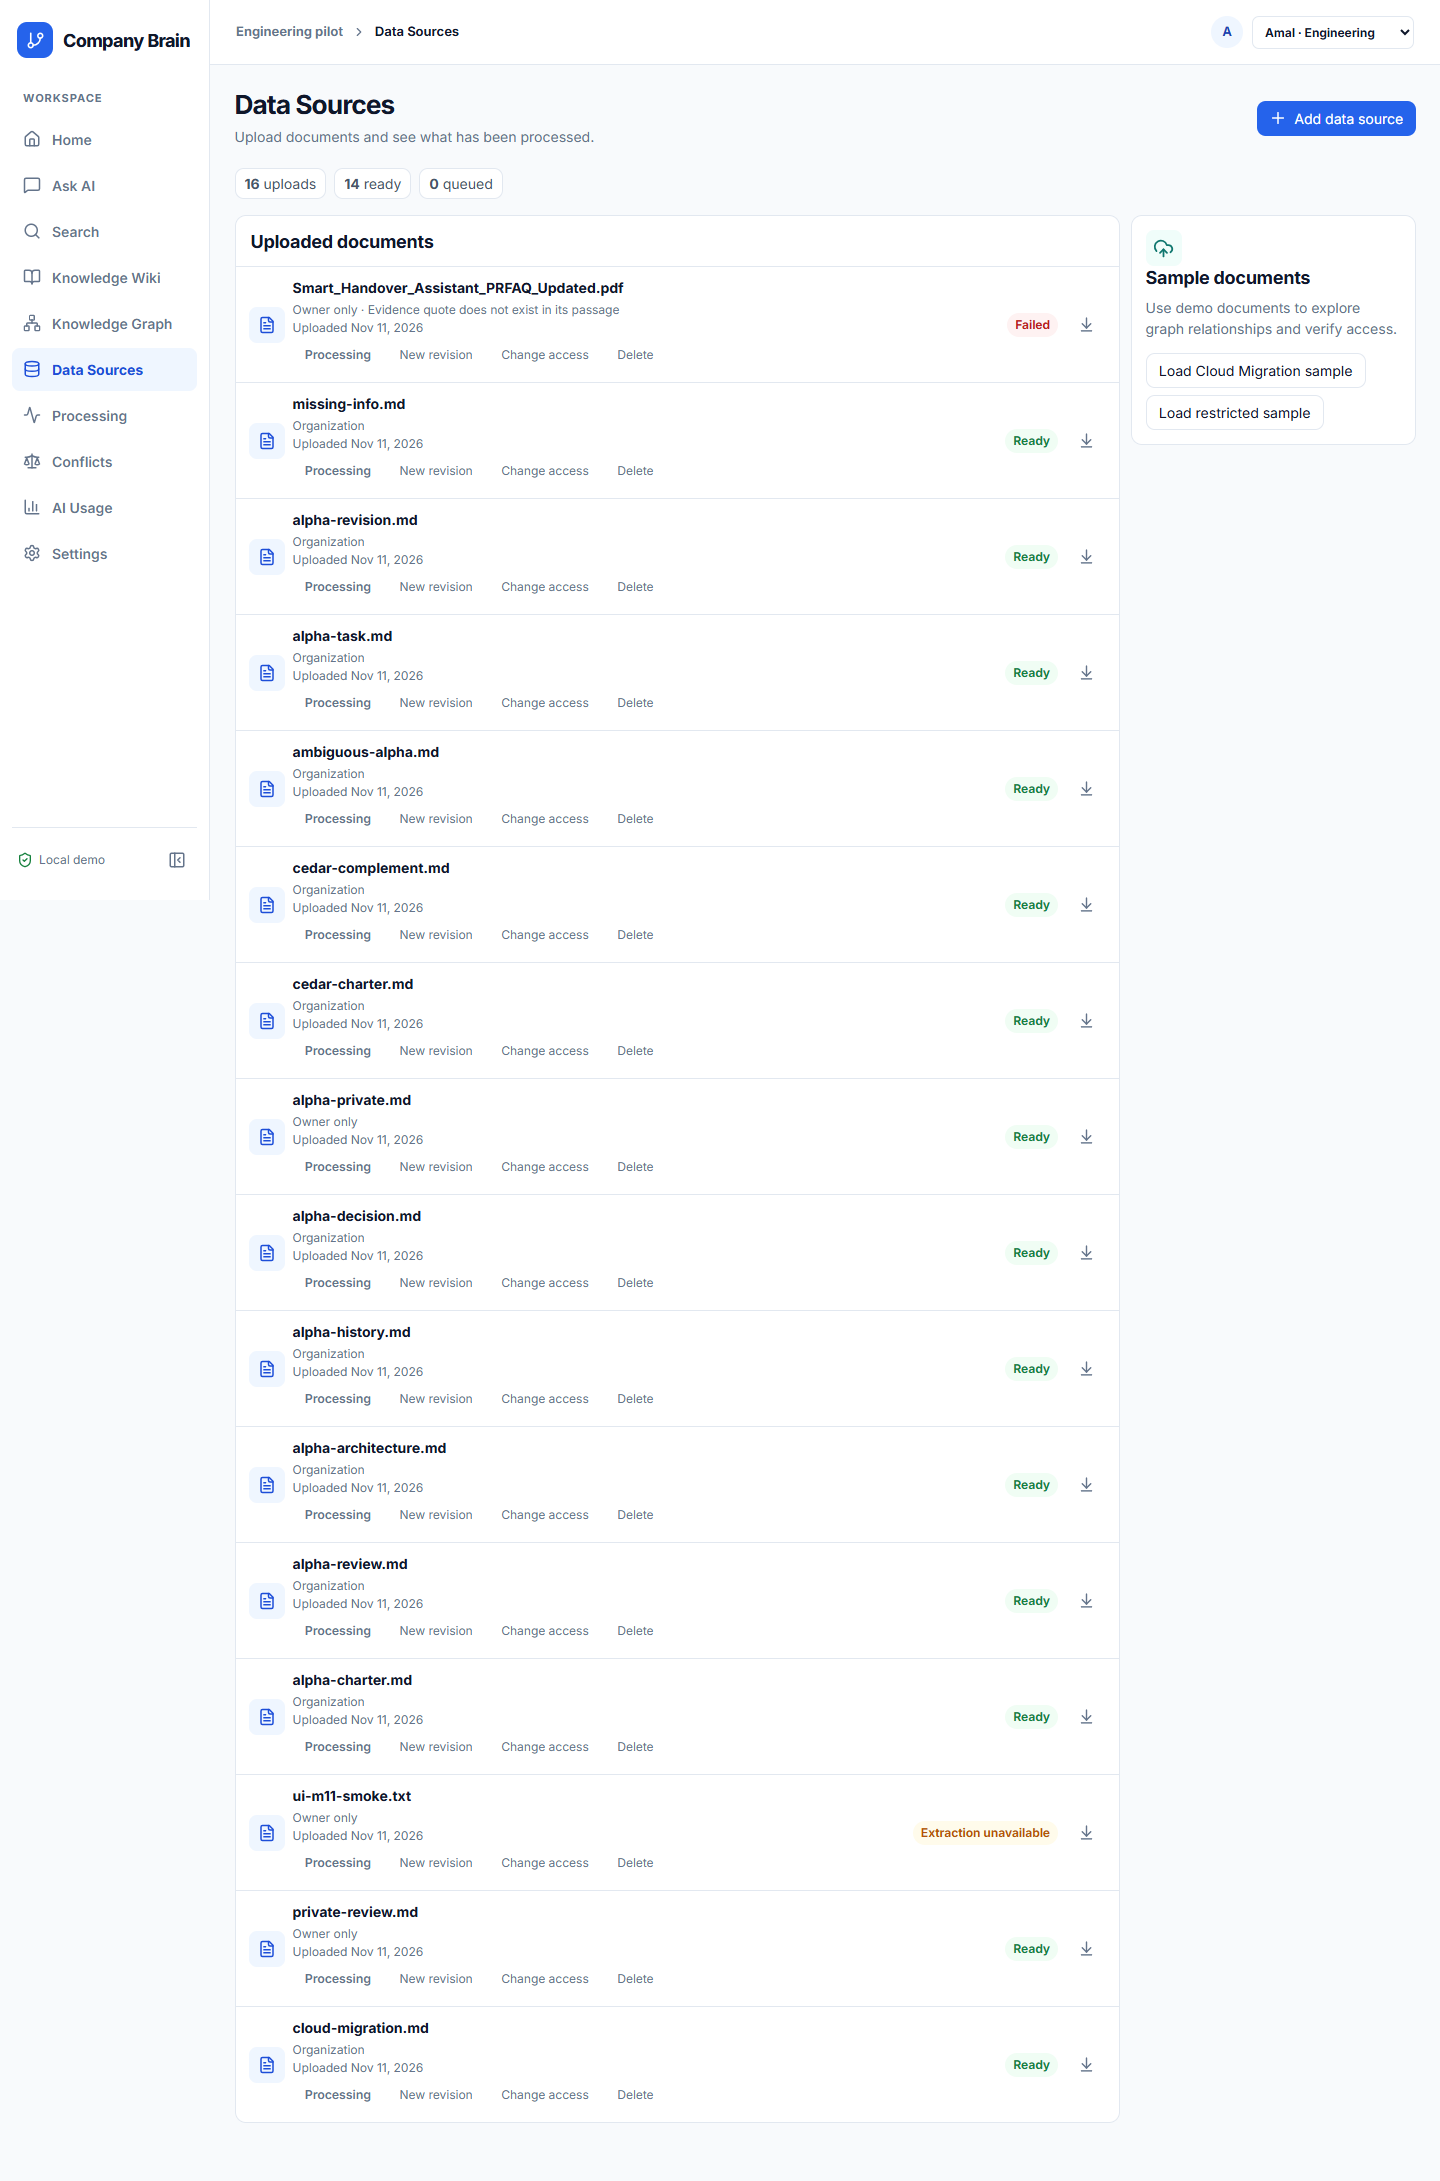 Company Brain
WORKSPACE
Home
Ask AI
Search
Knowledge Wiki
Knowledge Graph
Data Sources
Processing
Conflicts
AI Usage
Settings
Local demo
Engineering pilot > Data Sources
A
Amal · Engineering
Data Sources
Upload documents and see what has been processed.
Add data source
16 uploads
14 ready
0 queued
Uploaded documents
Smart_Handover_Assistant_PRFAQ_Updated.pdf
Owner only · Evidence quote does not exist in its passage
Uploaded Nov 11, 2026
Failed
Processing New revision Change access Delete
missing-info.md
Organization
Uploaded Nov 11, 2026
Ready
Processing New revision Change access Delete
alpha-revision.md
Organization
Uploaded Nov 11, 2026
Ready
Processing New revision Change access Delete
alpha-task.md
Organization
Uploaded Nov 11, 2026
Ready
Processing New revision Change access Delete
ambiguous-alpha.md
Organization
Uploaded Nov 11, 2026
Ready
Processing New revision Change access Delete
cedar-complement.md
Organization
Uploaded Nov 11, 2026
Ready
Processing New revision Change access Delete
cedar-charter.md
Organization
Uploaded Nov 11, 2026
Ready
Processing New revision Change access Delete
alpha-private.md
Owner only
Uploaded Nov 11, 2026
Ready
Processing New revision Change access Delete
alpha-decision.md
Organization
Uploaded Nov 11, 2026
Ready
Processing New revision Change access Delete
alpha-history.md
Organization
Uploaded Nov 11, 2026
Ready
Processing New revision Change access Delete
alpha-architecture.md
Organization
Uploaded Nov 11, 2026
Ready
Processing New revision Change access Delete
alpha-review.md
Organization
Uploaded Nov 11, 2026
Ready
Processing New revision Change access Delete
alpha-charter.md
Organization
Uploaded Nov 11, 2026
Ready
Processing New revision Change access Delete
ui-m11-smoke.txt
Owner only
Uploaded Nov 11, 2026
Extraction unavailable
Processing New revision Change access Delete
private-review.md
Owner only
Uploaded Nov 11, 2026
Ready
Processing New revision Change access Delete
cloud-migration.md
Organization
Uploaded Nov 11, 2026
Ready
Processing New revision Change access Delete
Sample documents
Use demo documents to explore
graph relationships and verify access.
Load Cloud Migration sample
Load restricted sample